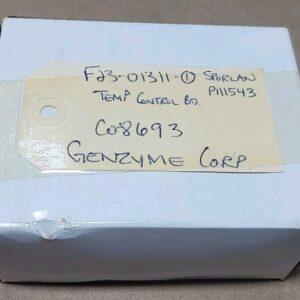 F23-01311-① SPORLAN
TEMP CONTROL BD. P111543
C08693
GENZYME CORP.